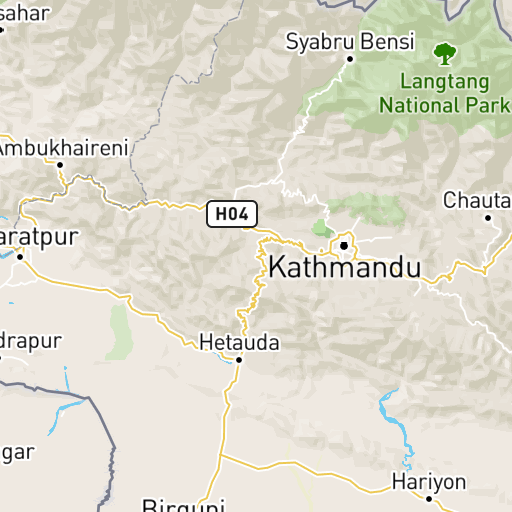 sahar
Syabru Bensi
Langtang
National Park
Ambukhaireni
Chauta
H04
aratpur
Kathmandu
Hetauda
drapur
gar
Hariyon
Birgunj